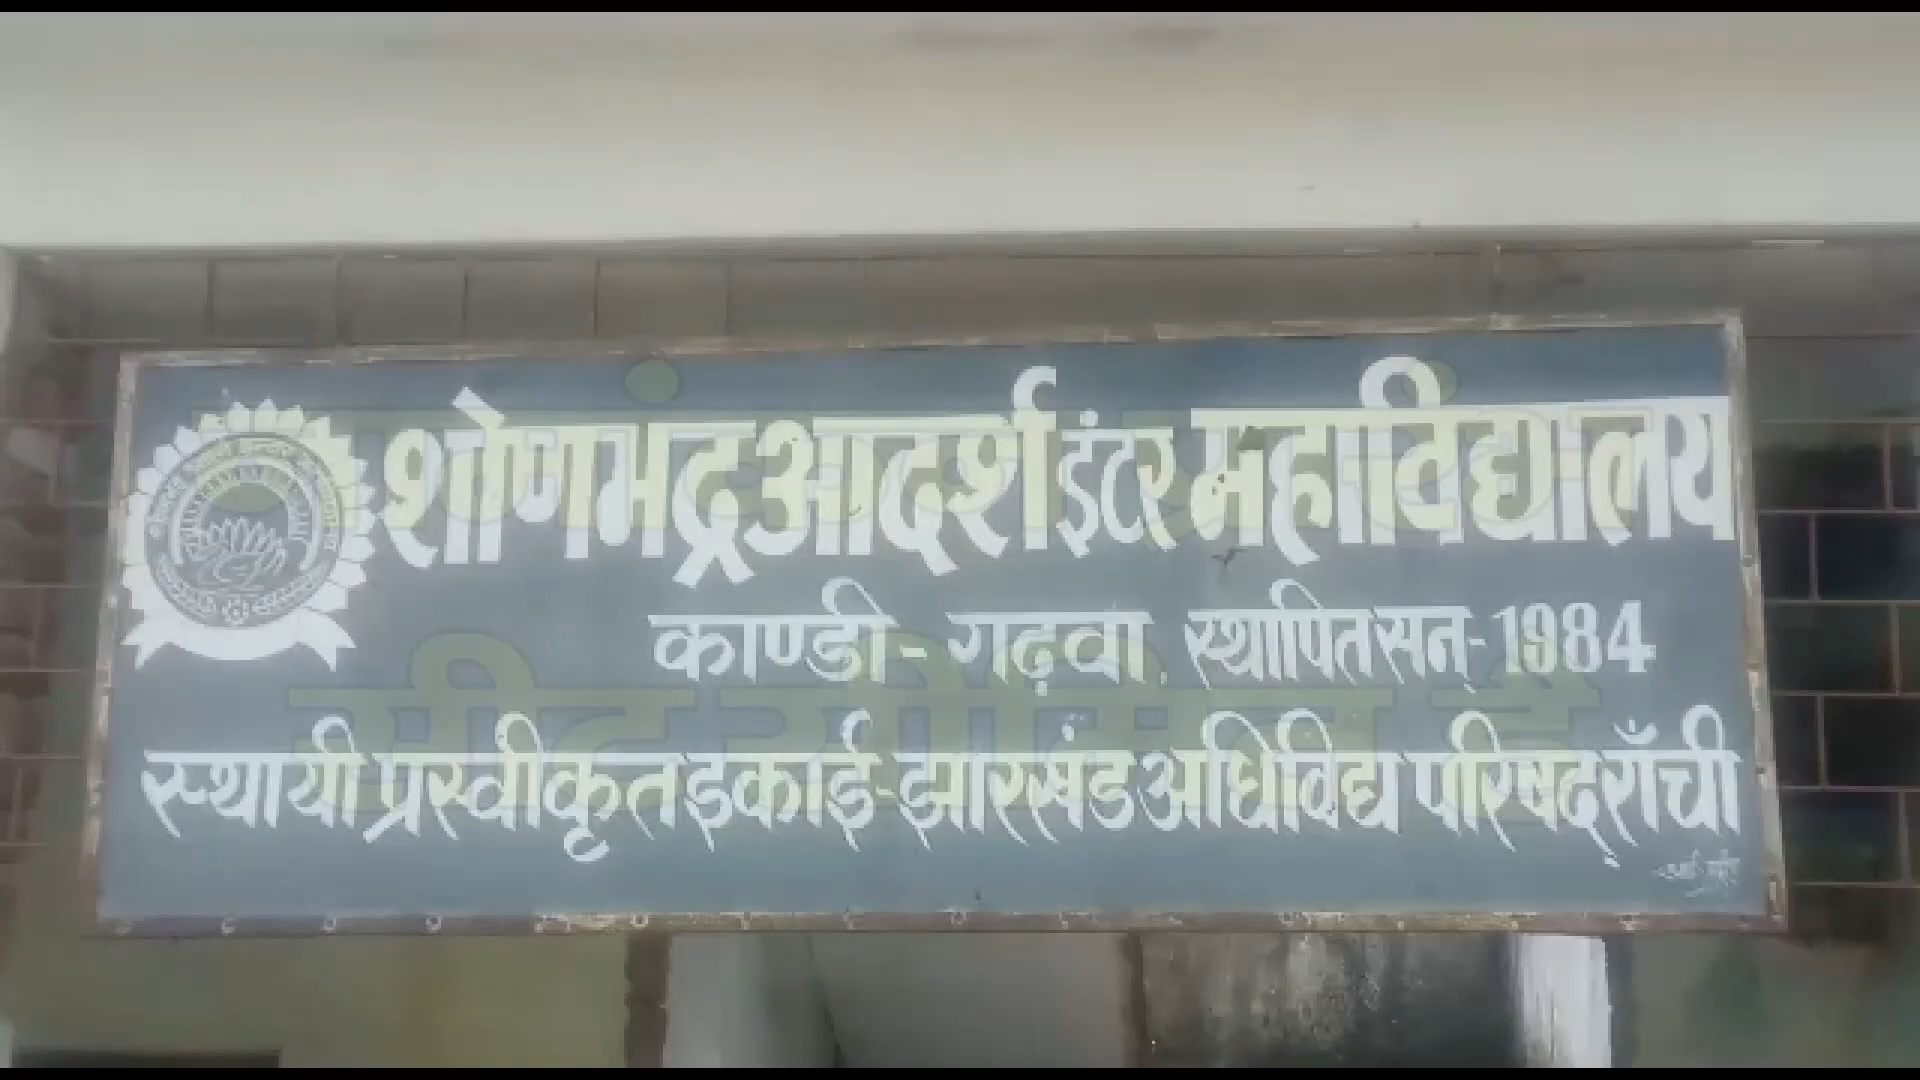 शोणभद्र आदर्श इंटर महाविद्यालय
काण्डी - गढ़वा, स्थापित सन् - 1984
स्थायी प्रस्वीकृत इकाई - झारखंड अधिविद्य परिषद् राँची
सीट सीमित है